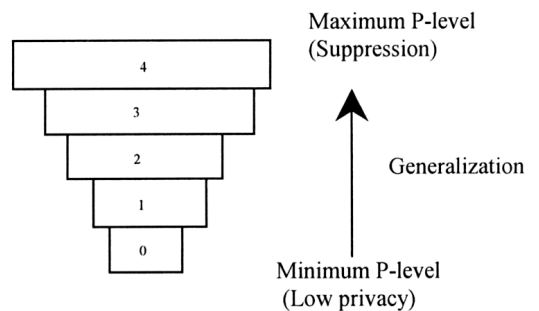 Maximum P-level
(Suppression)
4
3
2
Generalization
1
0
Minimum P-level
(Low privacy)